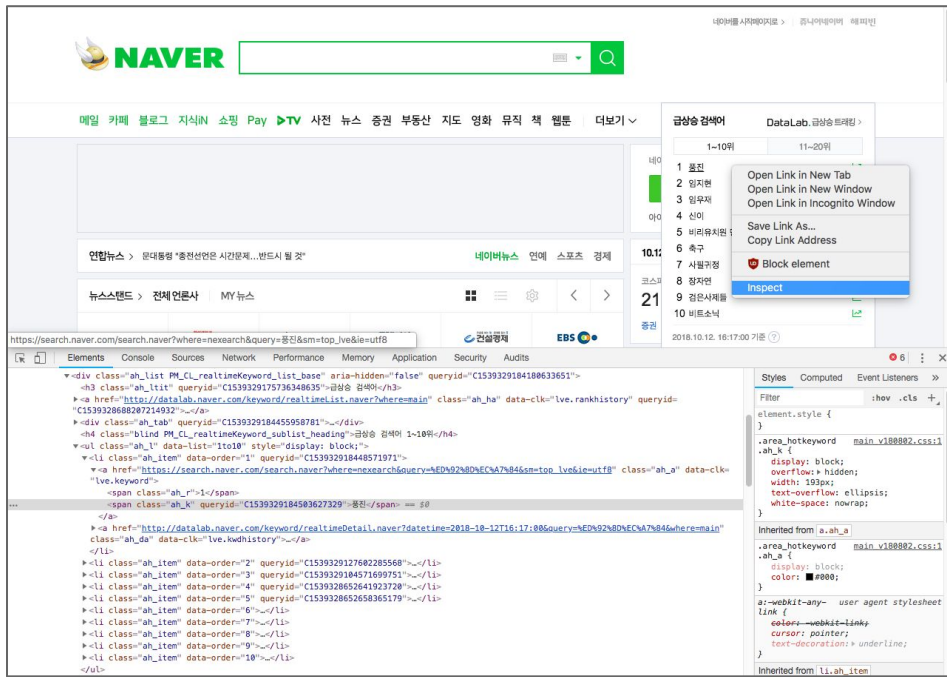 네이버를 시작페이지로 > 쥬니어네이버 해피빈
NAVER
메일 카페 블로그 지식iN 쇼핑 Pay ▶TV 사전 뉴스 증권 부동산 지도 영화 뮤직 책 웹툰 더보기
급상승 검색어 DataLab. 급상승 트래킹 >
1~10위 11~20위
1 풍진
2 임지현
3 임우재
4 신이
5 비리유치원
6 축구
7 사필귀정
8 장자연
9 검은사제들
10 비트소닉
2018.10.12. 16:17:00 기준 ?
Open Link in New Tab
Open Link in New Window
Open Link in Incognito Window
Save Link As...
Copy Link Address
Block element
Inspect
연합뉴스 > 문대통령 "종전선언은 시간문제...반드시 될 것" 네이버뉴스 연예 스포츠 경제
10.12
뉴스스탠드 > 전체 언론사 MY뉴스
코스피
21
증권
건설경제 EBS
https://search.naver.com/search.naver?where=nexearch&query=풍진&sm=top_lve&ie=utf8
Elements Console Sources Network Performance Memory Application Security Audits 6
<div class="ah_list PM_CL_realtimeKeyword_list_base" aria-hidden="false" queryid="C1539329184180633651">
<h3 class="ah_ltit" queryid="C1539329175736348635">급상승 검색어</h3>
<a href="http://datalab.naver.com/keyword/realtimeList.naver?where=main" class="ah_ha" data-clk="lve.rankhistory" queryid=
"C1539328688207214932">…</a>
<div class="ah_tab" queryid="C1539329184455958781">…</div>
<h4 class="blind PM_CL_realtimeKeyword_sublist_heading">급상승 검색어 1~10위</h4>
<ul class="ah_l" data-list="1to10" style="display: block;">
<li class="ah_item" data-order="1" queryid="C1539329184448571971">
<a href="https://search.naver.com/search.naver?where=nexearch&query=%ED%92%8D%EC%A7%84&sm=top_lve&ie=utf8" class="ah_a" data-clk=
"lve.keyword">
<span class="ah_r">1</span>
<span class="ah_k" queryid="C1539329184503627329">풍진</span> == $0
</a>
<a href="http://datalab.naver.com/keyword/realtimeDetail.naver?datetime=2018-10-12T16:17:00&query=%ED%92%8D%EC%A7%84&where=main"
class="ah_da" data-clk="lve.kwdhistory">…</a>
</li>
<li class="ah_item" data-order="2" queryid="C1539329127602285568">…</li>
<li class="ah_item" data-order="3" queryid="C1539329104571699751">…</li>
<li class="ah_item" data-order="4" queryid="C1539328652641923720">…</li>
<li class="ah_item" data-order="5" queryid="C1539328652658365179">…</li>
<li class="ah_item" data-order="6">…</li>
<li class="ah_item" data-order="7">…</li>
<li class="ah_item" data-order="8">…</li>
<li class="ah_item" data-order="9">…</li>
<li class="ah_item" data-order="10">…</li>
</ul>
Styles Computed Event Listeners »
Filter :hov .cls +
element.style {
}
.area_hotkeyword main_v180802.css:1
.ah_k {
display: block;
overflow: hidden;
width: 193px;
text-overflow: ellipsis;
white-space: nowrap;
}
Inherited from a.ah_a
.area_hotkeyword main_v180802.css:1
.ah_a {
display: block;
color: #000;
}
a:-webkit-any- user agent stylesheet
link {
color: -webkit-link;
cursor: pointer;
text-decoration: underline;
}
Inherited from li.ah_item